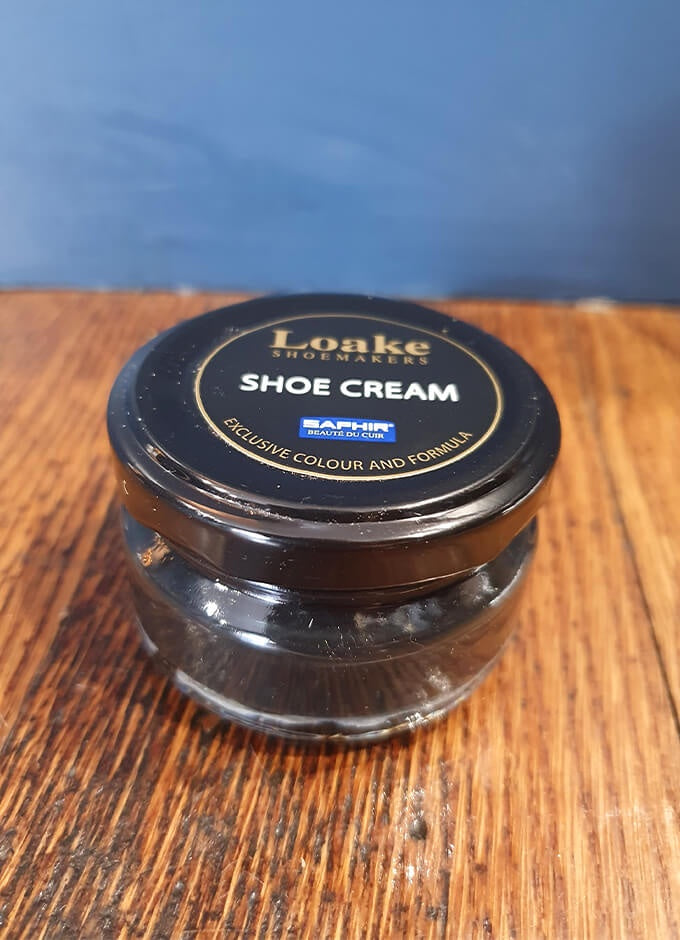 Loake
SHOEMAKERS
SHOE CREAM
SAPHIR®
BEAUTÉ DU CUIR
EXCLUSIVE COLOUR AND FORMULA